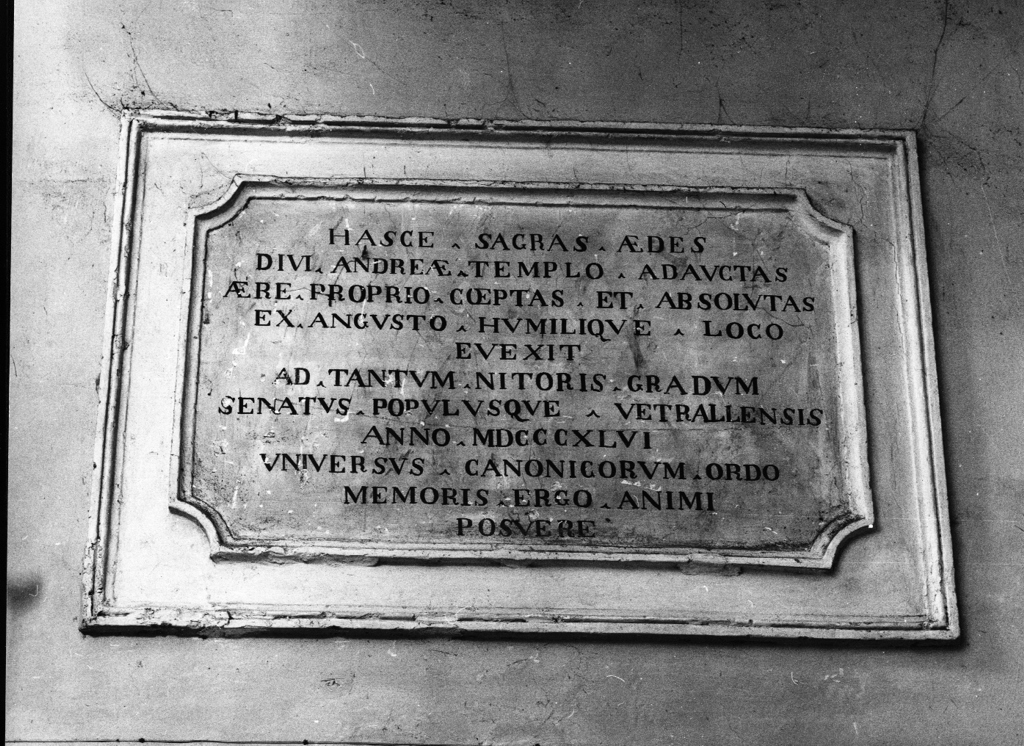 HASCE ‸ SACRAS ‸ ÆDES
DIVI ‸ ANDREÆ ‸ TEMPLO ‸ ADAVCTAS
ÆRE ‸ PROPRIO ‸ CŒPTAS ‸ ET ‸ ABSOLVTAS
EX ‸ ANGVSTO ‸ HVMILIQVE ‸ LOCO
EVEXIT
AD ‸ TANTVM ‸ NITORIS ‸ GRADVM
SENATVS ‸ POPVLVSQVE ‸ VETRALLENSIS
ANNO ‸ MDCCCXLVI
VNIVERSVS ‸ CANONICORVM ‸ ORDO
MEMORIS ‸ ERGO ‸ ANIMI
POSVERE